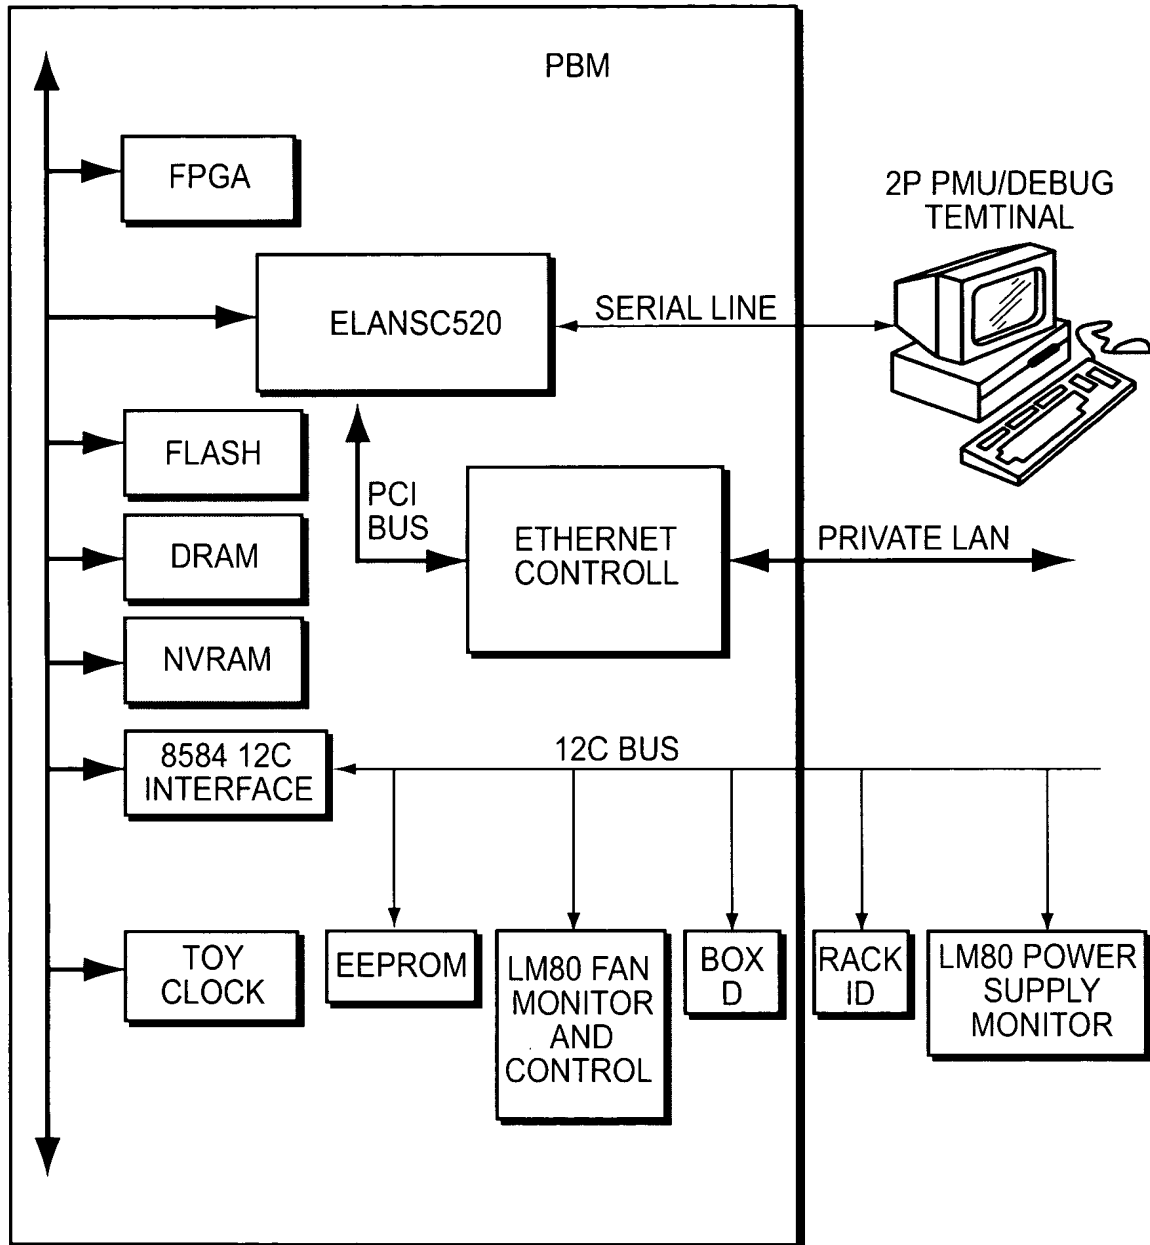 PBM
FPGA
2P PMU/DEBUG
TEMTINAL
ELANSC520
SERIAL LINE
FLASH
PCI
BUS
ETHERNET
CONTROLL
PRIVATE LAN
DRAM
NVRAM
8584 12C
INTERFACE
12C BUS
TOY
CLOCK
EEPROM
LM80 FAN
MONITOR
AND
CONTROL
BOX
D
RACK
ID
LM80 POWER
SUPPLY
MONITOR